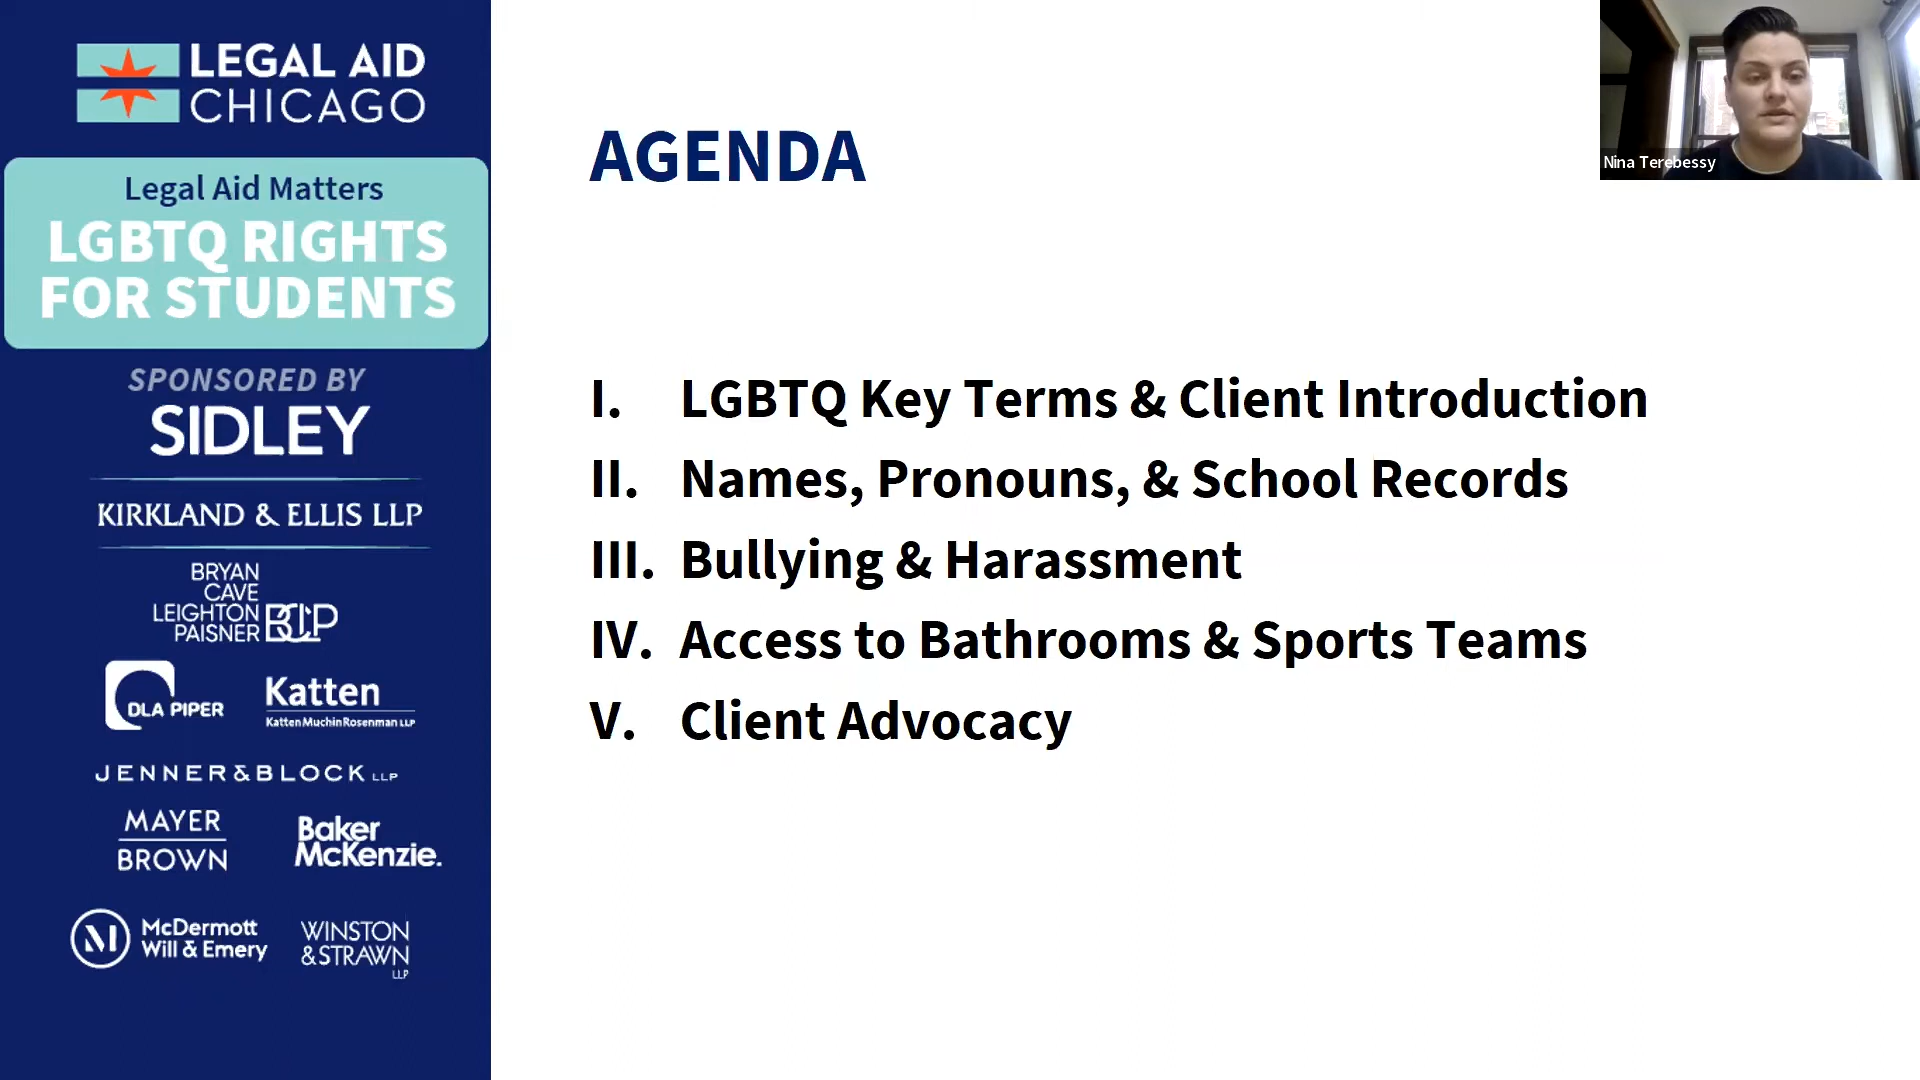 LEGAL AID
CHICAGO
Legal Aid Matters
LGBTQ RIGHTS
FOR STUDENTS
SPONSORED BY
SIDLEY
KIRKLAND & ELLIS LLP
BRYAN
CAVE
LEIGHTON
PAISNER BCLP
DLA PIPER
Katten
KattenMuchinRosenman LLP
JENNER&BLOCK LLP
MAYER
BROWN
Baker
McKenzie.
M
McDermott
Will & Emery
WINSTON
& STRAWN
LLP
AGENDA
I. LGBTQ Key Terms & Client Introduction
II. Names, Pronouns, & School Records
III. Bullying & Harassment
IV. Access to Bathrooms & Sports Teams
V. Client Advocacy
Nina Terebessy